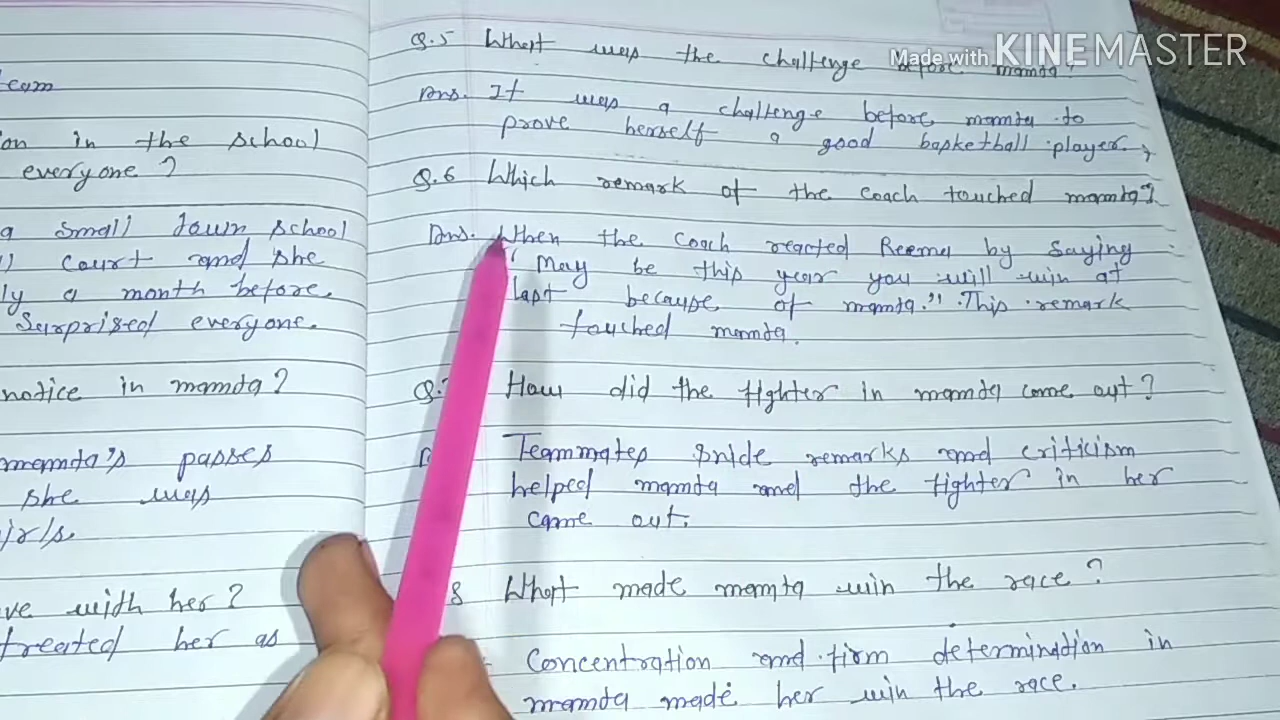 team
on in the school
everyone ?
a small town school
court and she
ly a month before.
Surprised everyone.
notice in mamta?
mamta's passes
she was
irls.
ve with her?
treated her as
Q.5 What was the challenge before mamta?
Ans. It was a challenge before mamta to
prove herself a good basketball player.
Q.6 Which remark of the coach touched mamta?
Ans. When the coach reacted Reema by saying
"May be this year you will win at
last because of mamta." This remark
touched mamta.
Q.7 How did the fighter in mamta come out?
Teammates snide remarks and criticism
helped mamta and the fighter in her
came out.
8 What made mamta win the race?
Concentration and firm determination in
mamta made her win the race.
Made with KINEMASTER